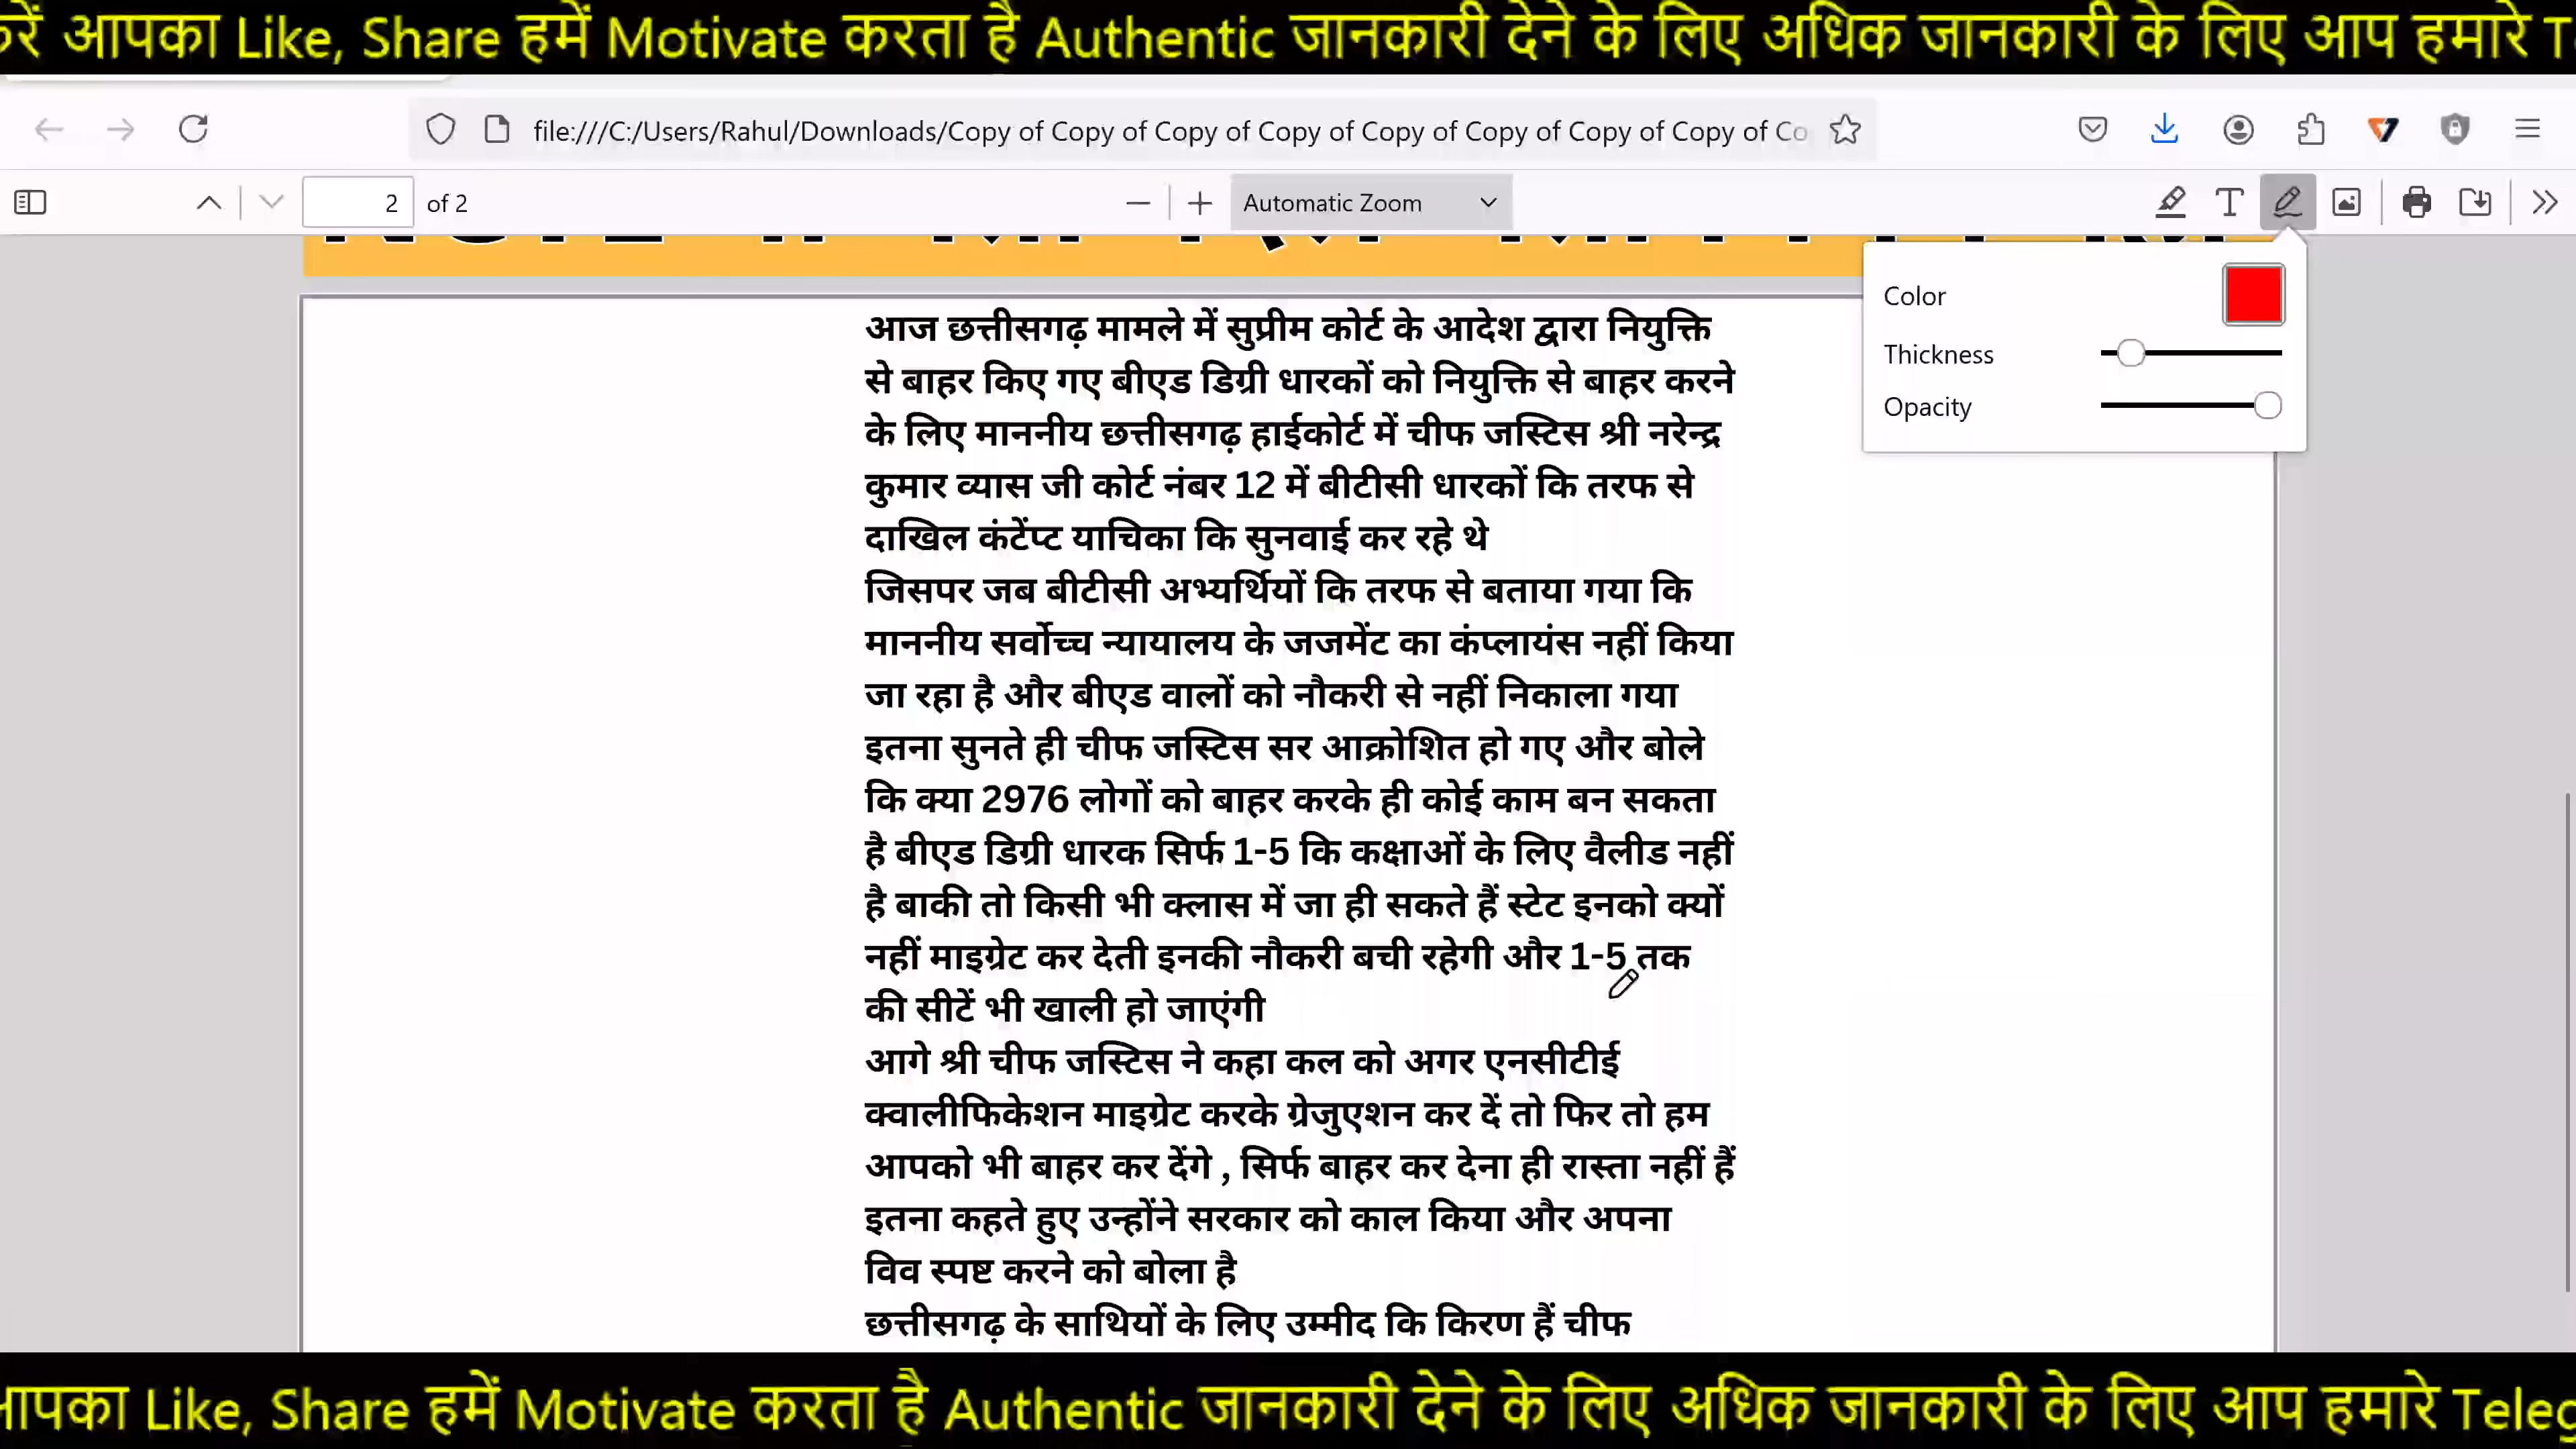 करें आपका Like, Share हमें Motivate करता है Authentic जानकारी देने के लिए अधिक जानकारी के लिए आप हमारे
file:///C:/Users/Rahul/Downloads/Copy of Copy of Copy of Copy of Copy of Copy of Copy of Copy of Co
2 of 2
Automatic Zoom
Color
Thickness
Opacity
आज छत्तीसगढ़ मामले में सुप्रीम कोर्ट के आदेश द्वारा नियुक्ति
से बाहर किए गए बीएड डिग्री धारकों को नियुक्ति से बाहर करने
के लिए माननीय छत्तीसगढ़ हाईकोर्ट में चीफ जस्टिस श्री नरेन्द्र
कुमार व्यास जी कोर्ट नंबर 12 में बीटीसी धारकों कि तरफ से
दाखिल कंटेंप्ट याचिका कि सुनवाई कर रहे थे
जिसपर जब बीटीसी अभ्यर्थियों कि तरफ से बताया गया कि
माननीय सर्वोच्च न्यायालय के जजमेंट का कंप्लायंस नहीं किया
जा रहा है और बीएड वालों को नौकरी से नहीं निकाला गया
इतना सुनते ही चीफ जस्टिस सर आक्रोशित हो गए और बोले
कि क्या 2976 लोगों को बाहर करके ही कोई काम बन सकता
है बीएड डिग्री धारक सिर्फ 1-5 कि कक्षाओं के लिए वैलीड नहीं
है बाकी तो किसी भी क्लास में जा ही सकते हैं स्टेट इनको क्यों
नहीं माइग्रेट कर देती इनकी नौकरी बची रहेगी और 1-5 तक
की सीटें भी खाली हो जाएंगी
आगे श्री चीफ जस्टिस ने कहा कल को अगर एनसीटीई
क्वालीफिकेशन माइग्रेट करके ग्रेजुएशन कर दें तो फिर तो हम
आपको भी बाहर कर देंगे , सिर्फ बाहर कर देना ही रास्ता नहीं हैं
इतना कहते हुए उन्होंने सरकार को काल किया और अपना
विव स्पष्ट करने को बोला है
छत्तीसगढ़ के साथियों के लिए उम्मीद कि किरण हैं चीफ
आपका Like, Share हमें Motivate करता है Authentic जानकारी देने के लिए अधिक जानकारी के लिए आप हमारे Teleg